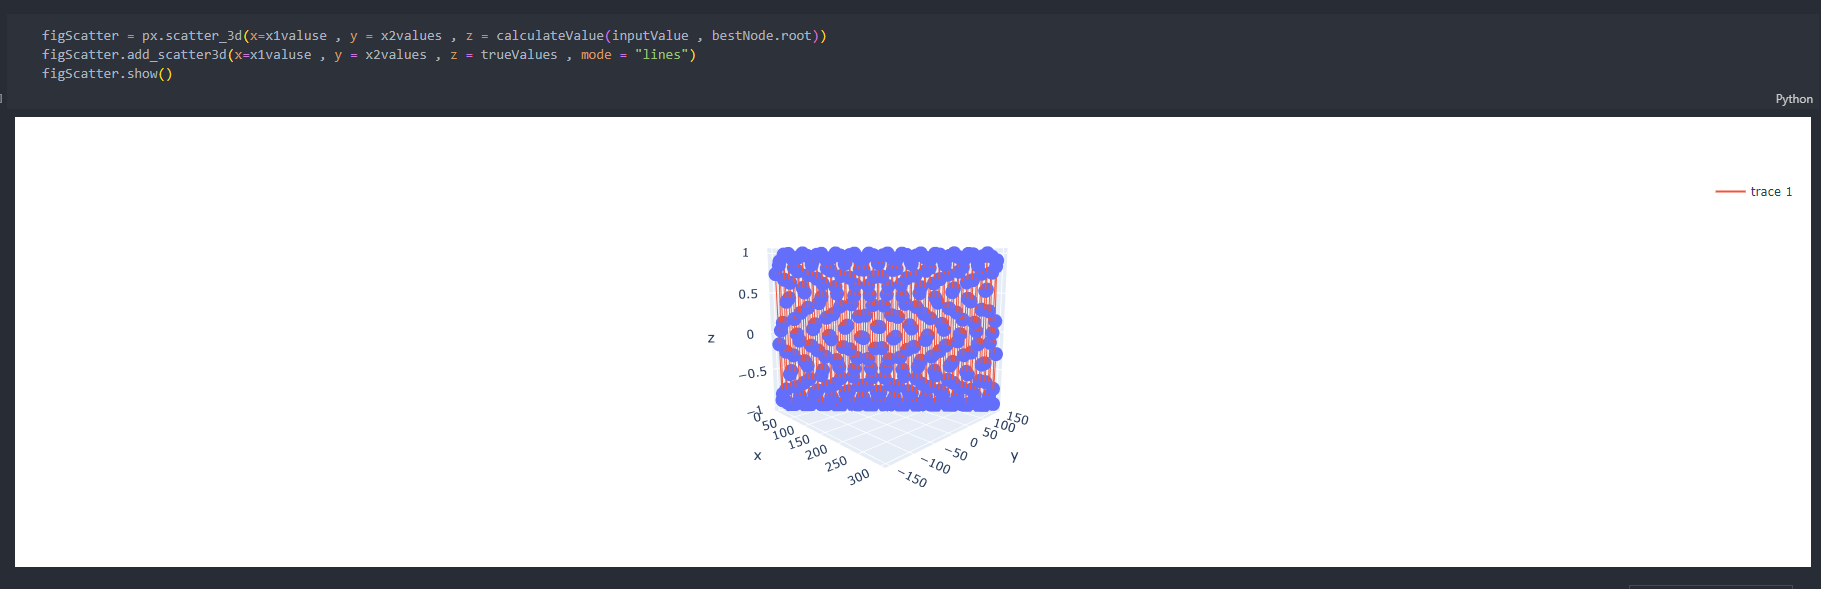 figScatter = px.scatter_3d(x=x1valuse , y = x2values , z = calculateValue(inputValue , bestNode.root))
figScatter.add_scatter3d(x=x1valuse , y = x2values , z = trueValues , mode = "lines")
figScatter.show()
Python
trace 1
1
0.5
0
−0.5
−1
z
0
50
100
150
200
250
300
x
150
100
50
0
−50
−100
−150
y